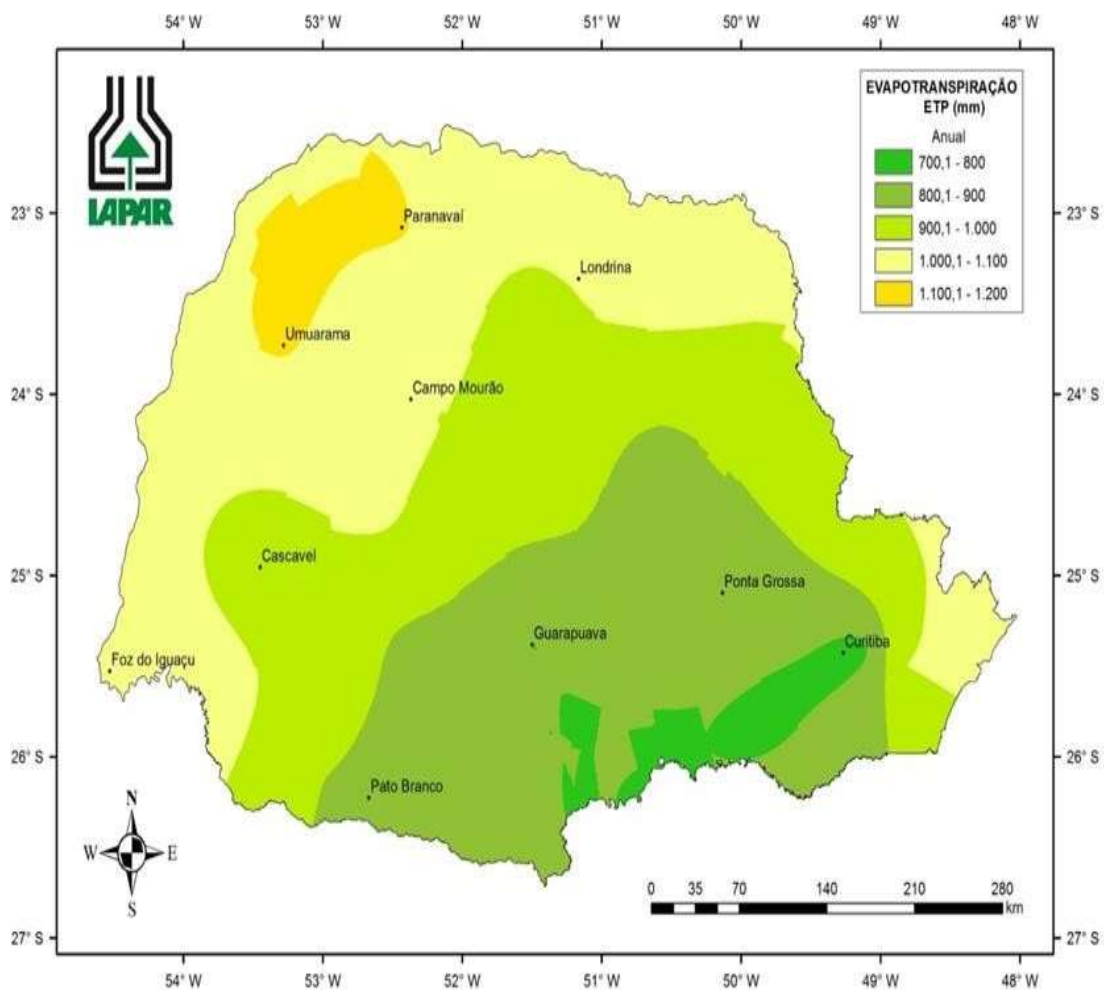 54° W 53° W 52° W 51° W 50° W 49° W 48° W
IAPAR
EVAPOTRANSPIRAÇÃO
ETP (mm)
Anual
700,1 - 800
800,1 - 900
900,1 - 1.000
1.000,1 - 1.100
1.100,1 - 1.200
23° S 23° S
Paranavaí
Londrina
Umuarama
24° S 24° S
Campo Mourão
Cascavel
25° S 25° S
Ponta Grossa
Guarapuava
Curitiba
Foz do Iguaçu
26° S 26° S
Pato Branco
N
W E
S
0 35 70 140 210 280
km
27° S 27° S
54° W 53° W 52° W 51° W 50° W 49° W 48° W